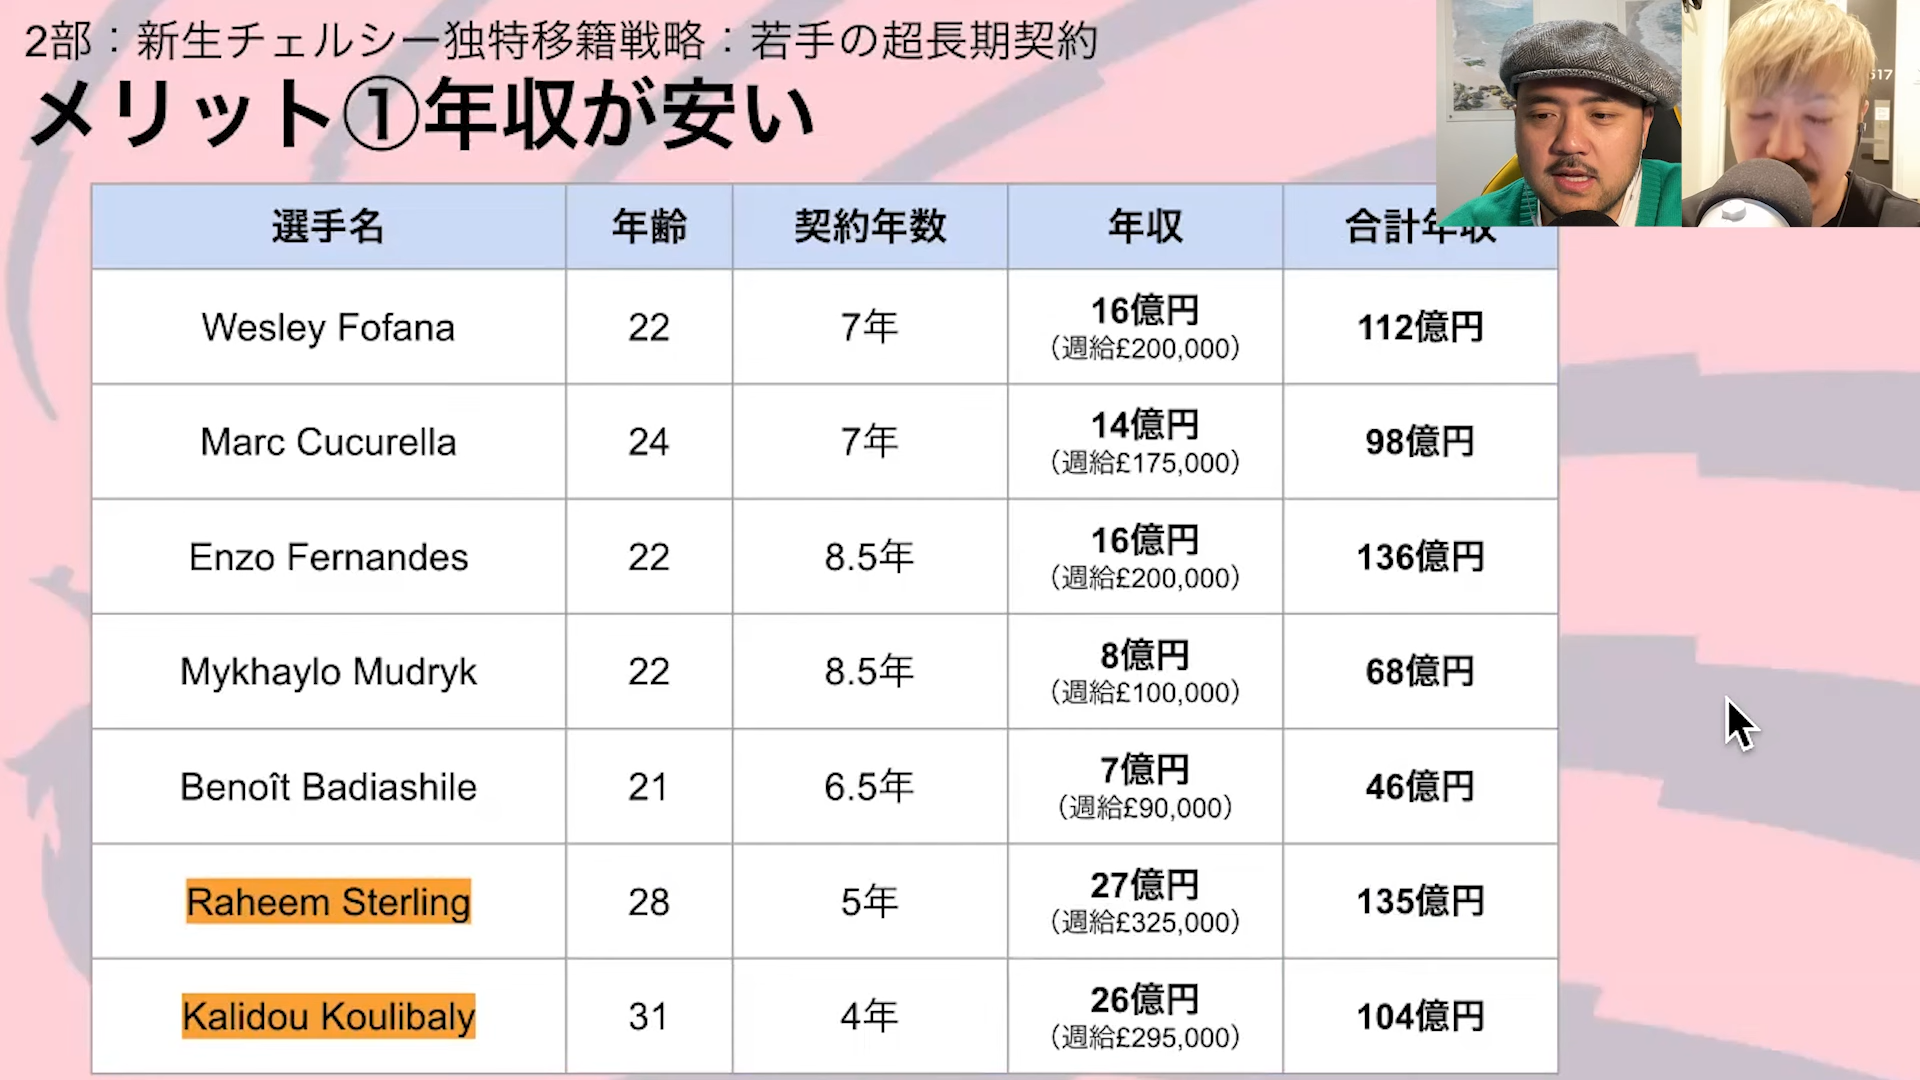 2部：新生チェルシー独特移籍戦略：若手の超長期契約
メリット①年収が安い
選手名 年齢 契約年数 年収 合計年収
Wesley Fofana 22 7年 16億円 112億円
（週給£200,000）
Marc Cucurella 24 7年 14億円 98億円
（週給£175,000）
Enzo Fernandes 22 8.5年 16億円 136億円
（週給£200,000）
Mykhaylo Mudryk 22 8.5年 8億円 68億円
（週給£100,000）
Benoît Badiashile 21 6.5年 7億円 46億円
（週給£90,000）
Raheem Sterling 28 5年 27億円 135億円
（週給£325,000）
Kalidou Koulibaly 31 4年 26億円 104億円
（週給£295,000）
517